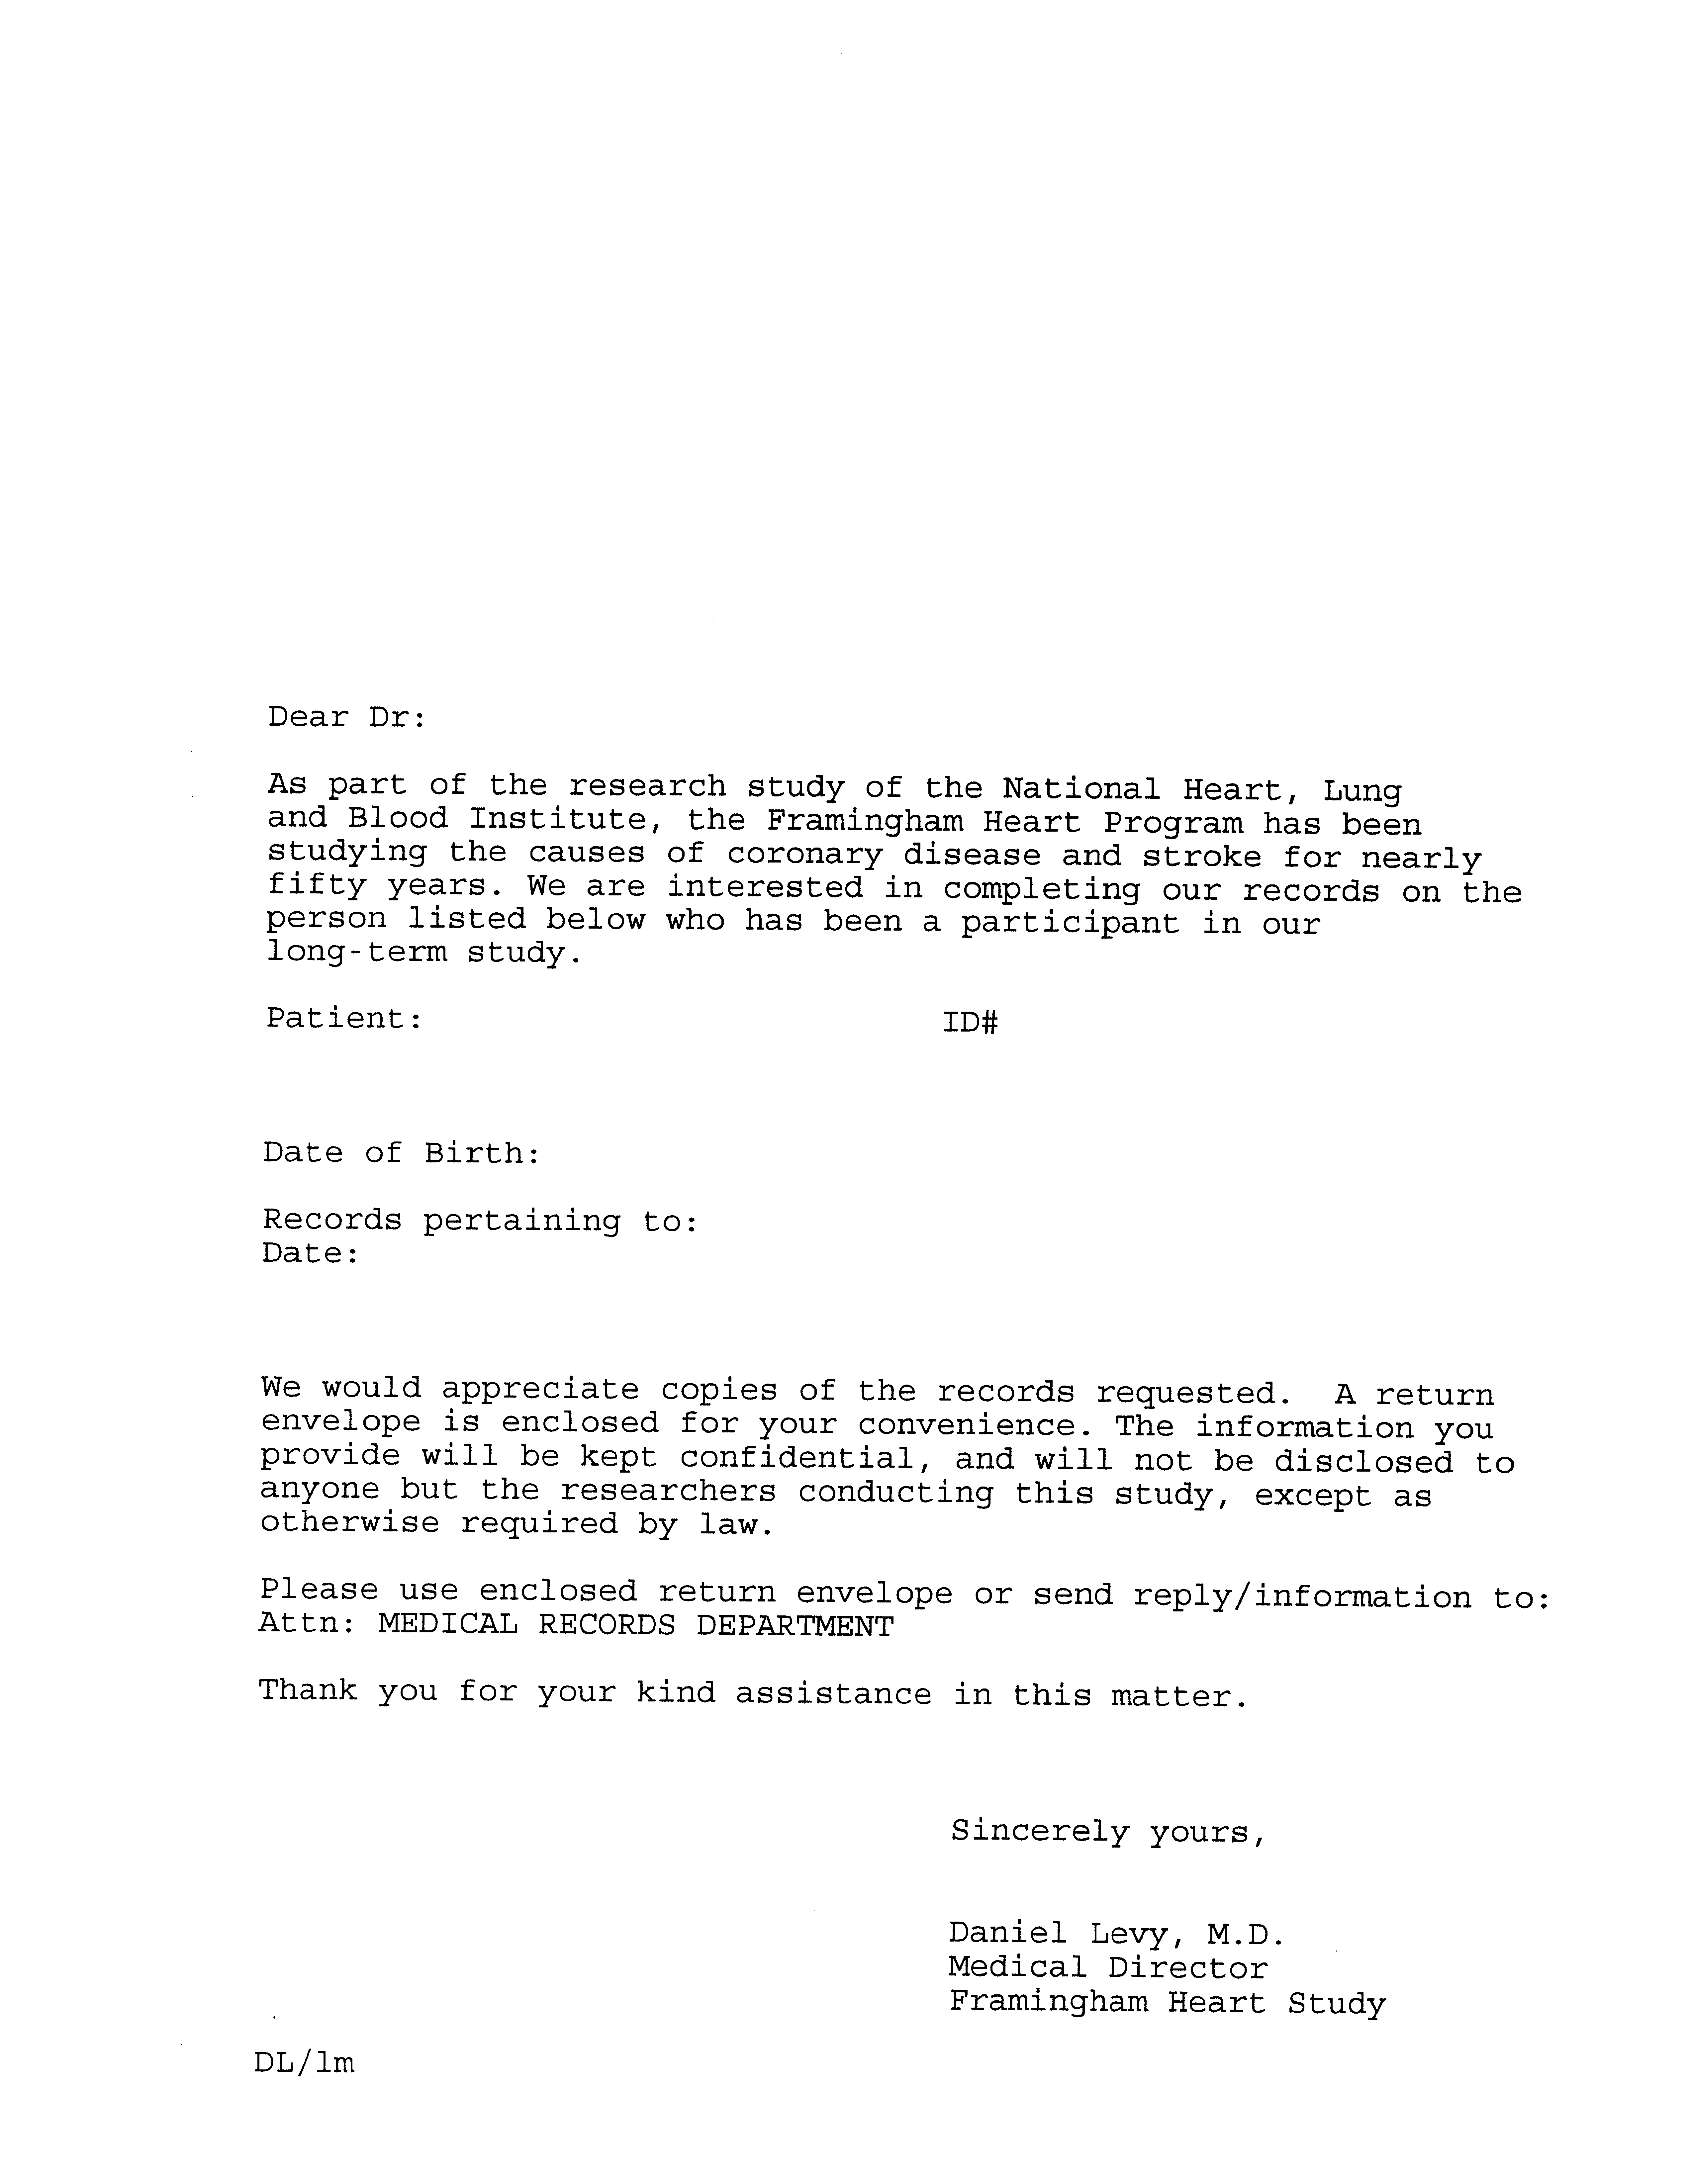 Dear Dr:
As part of the research study of the National Heart, Lung
and Blood Institute, the Framingham Heart Program has been
studying the causes of coronary disease and stroke for nearly
fifty years. We are interested in completing our records on the
person listed below who has been a participant in our
long-term study.
Patient: ID#
Date of Birth:
Records pertaining to:
Date:
We would appreciate copies of the records requested. A return
envelope is enclosed for your convenience. The information you
provide will be kept confidential, and will not be disclosed to
anyone but the researchers conducting this study, except as
otherwise required by law.
Please use enclosed return envelope or send reply/information to:
Attn: MEDICAL RECORDS DEPARTMENT
Thank you for your kind assistance in this matter.
Sincerely yours,
Daniel Levy, M.D.
Medical Director
Framingham Heart Study
DL/lm